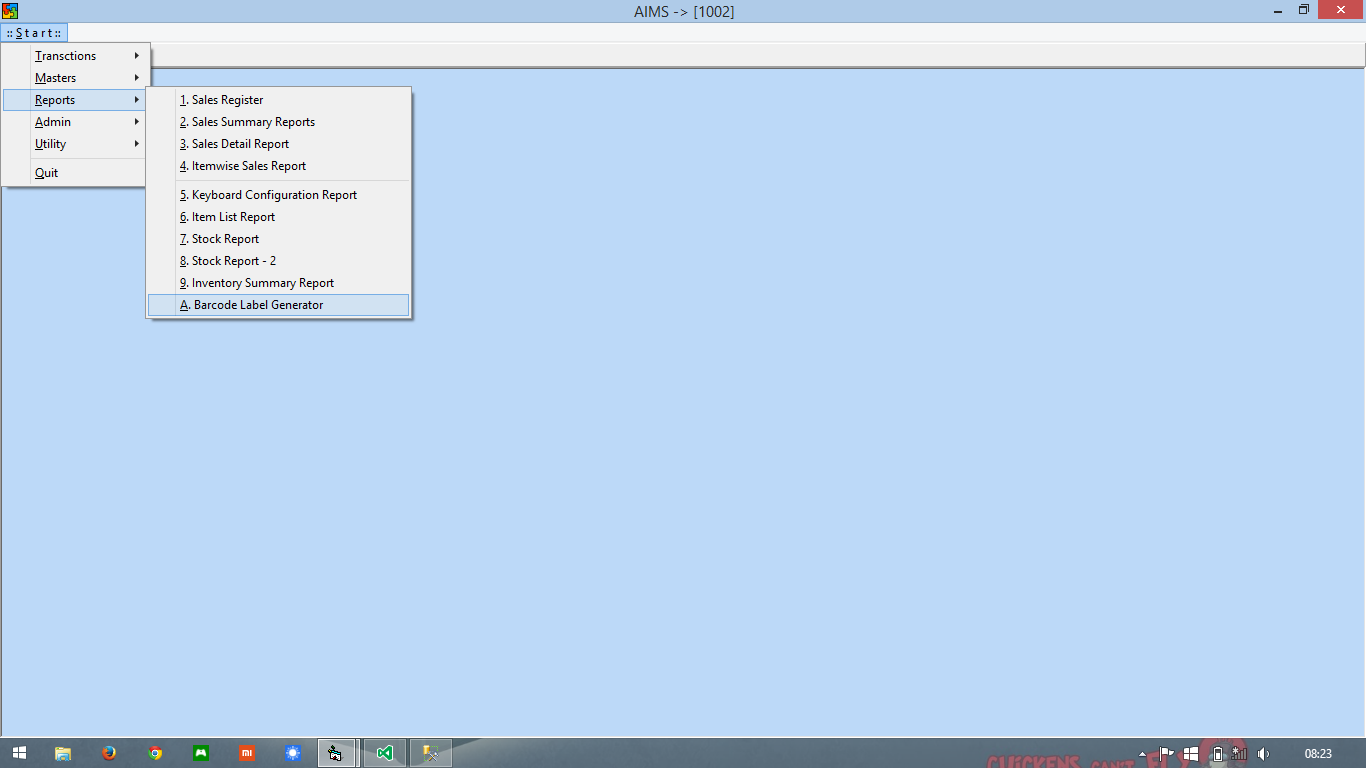 AIMS -> [1002]
:: S t a r t ::
Transctions
Masters
Reports
Admin
Utility
Quit
1. Sales Register
2. Sales Summary Reports
3. Sales Detail Report
4. Itemwise Sales Report
5. Keyboard Configuration Report
6. Item List Report
7. Stock Report
8. Stock Report - 2
9. Inventory Summary Report
A. Barcode Label Generator
mi
CHICKENS CAN'T FLY
08:23